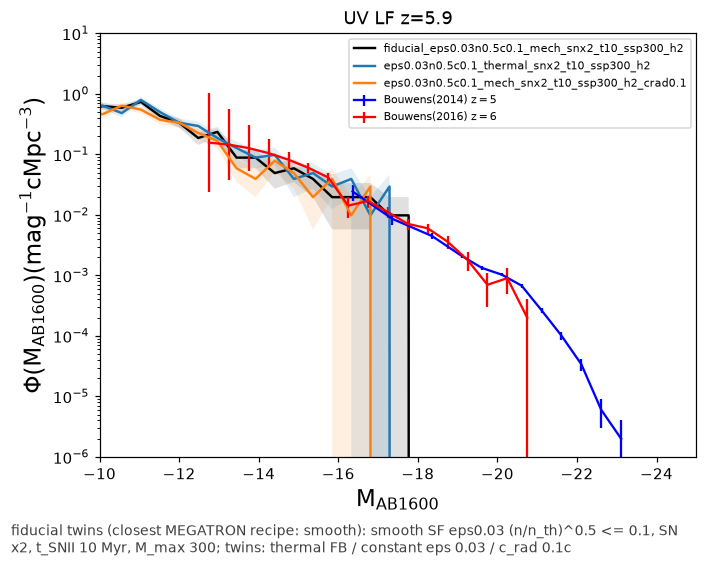 UV LF z=5.9
fiducial_eps0.03n0.5c0.1_mech_snx2_t10_ssp300_h2
eps0.03n0.5c0.1_thermal_snx2_t10_ssp300_h2
eps0.03n0.5c0.1_mech_snx2_t10_ssp300_h2_crad0.1
Bouwens(2014) z = 5
Bouwens(2016) z = 6
Φ(M_AB1600)(mag⁻¹cMpc⁻³)
10¹
10⁰
10⁻¹
10⁻²
10⁻³
10⁻⁴
10⁻⁵
10⁻⁶
−10 −12 −14 −16 −18 −20 −22 −24
M_AB1600
fiducial twins (closest MEGATRON recipe: smooth): smooth SF eps0.03 (n/n_th)^0.5 <= 0.1, SN
x2, t_SNII 10 Myr, M_max 300; twins: thermal FB / constant eps 0.03 / c_rad 0.1c